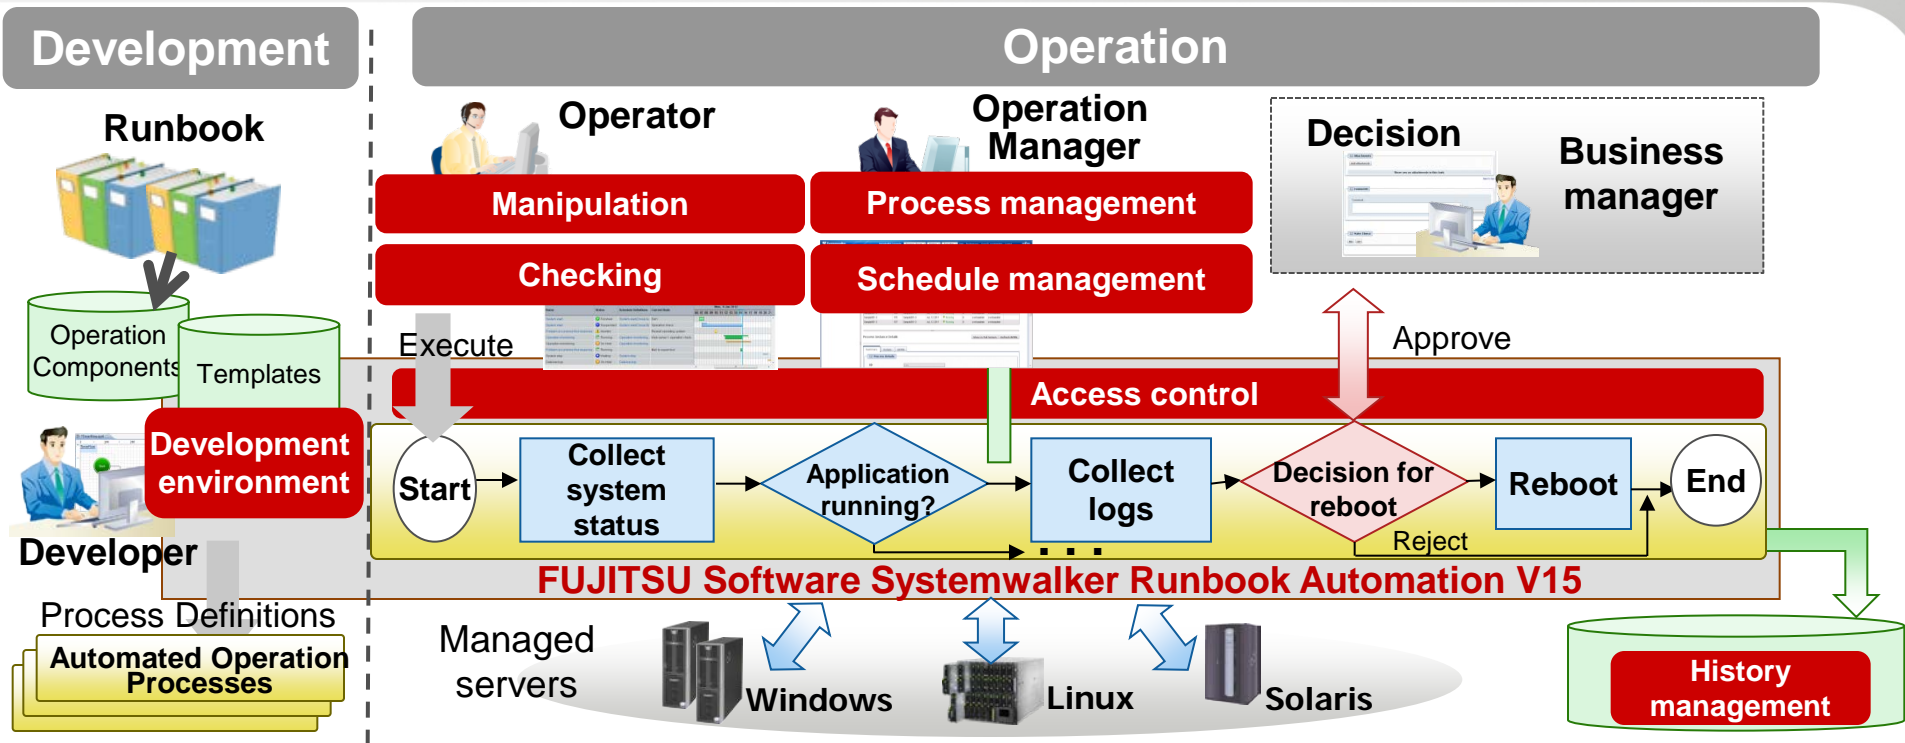 Development
Operation
Runbook
Operator
Operation
Manager
Decision
Business
manager
Manipulation
Process management
Checking
Schedule management
Operation
Components
Templates
Execute
Approve
Access control
Development
environment
Developer
Start
Collect
system
status
Application
running?
Collect
logs
Decision for
reboot
Reboot
End
Reject
. . .
FUJITSU Software Systemwalker Runbook Automation V15
Process Definitions
Automated Operation
Processes
Managed
servers
Windows
Linux
Solaris
History
management